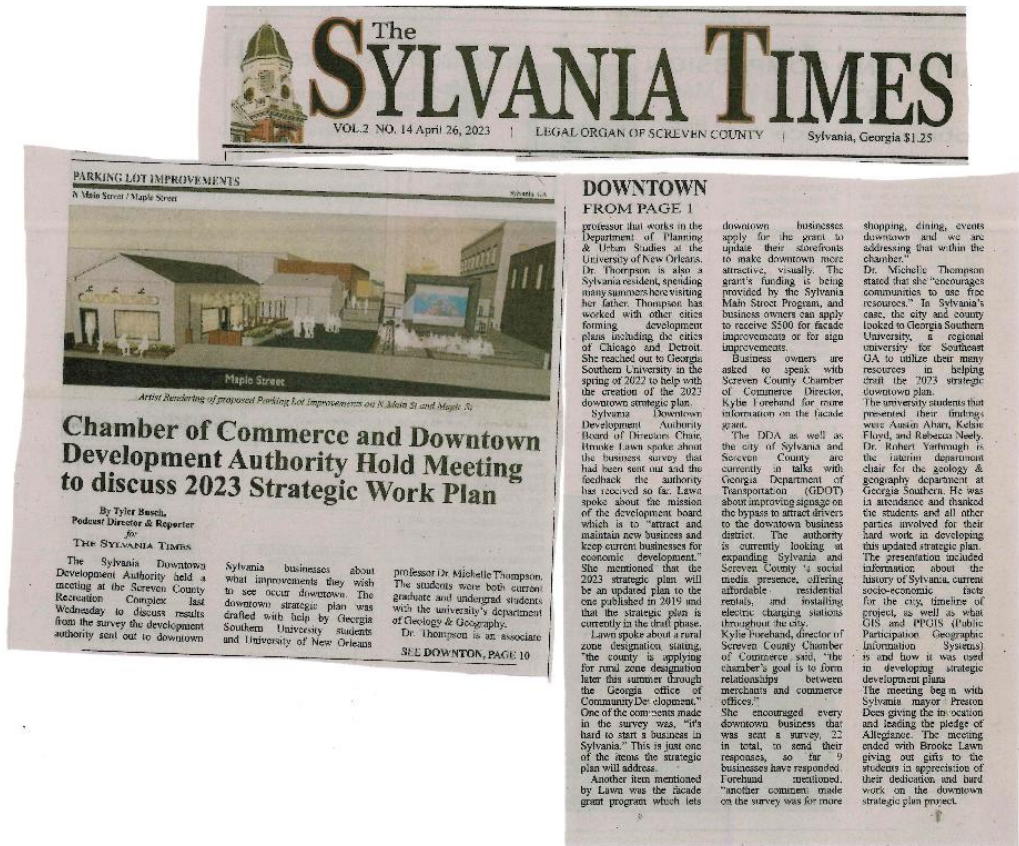 The
SYLVANIA TIMES
VOL.2 NO. 14 April 26, 2023 | LEGAL ORGAN OF SCREVEN COUNTY | Sylvania, Georgia $1.25
PARKING LOT IMPROVEMENTS
N Main Street / Maple Street
Sylvania, GA
Maple Street
Artist Rendering of proposed Parking Lot Improvements on N Main St and Maple St
Chamber of Commerce and Downtown
Development Authority Hold Meeting
to discuss 2023 Strategic Work Plan
By Tyler Busch,
Podcast Director & Reporter
for
THE SYLVANIA TIMES
The Sylvania Downtown
Development Authority held a
meeting at the Screven County
Recreation Complex last
Wednesday to discuss results
from the survey the development
authority sent out to downtown
Sylvania businesses about
what improvements they wish
to see occur downtown. The
downtown strategic plan was
drafted with help by Georgia
Southern University students
and University of New Orleans
professor Dr. Michelle Thompson.
The students were both current
graduate and undergrad students
with the university's department
of Geology & Geography.
Dr. Thompson is an associate
SEE DOWNTON, PAGE 10
DOWNTOWN
FROM PAGE 1
professor that works in the
Department of Planning
& Urban Studies at the
University of New Orleans.
Dr. Thompson is also a
Sylvania resident, spending
many summers here visiting
her father. Thompson has
worked with other cities
forming development
plans including the cities
of Chicago and Detroit.
She reached out to Georgia
Southern University in the
spring of 2022 to help with
the creation of the 2023
downtown strategic plan.
Sylvania Downtown
Development Authority
Board of Directors Chair,
Brooke Lawn spoke about
the business survey that
had been sent out and the
feedback the authority
has received so far. Lawn
spoke about the mission
of the development board
which is to "attract and
maintain new business and
keep current businesses for
economic development."
She mentioned that the
2023 strategic plan will
be an updated plan to the
one published in 2019 and
that the strategic plan is
currently in the draft phase.
Lawn spoke about a rural
zone designation stating,
"the county is applying
for rural zone designation
later this summer through
the Georgia office of
Community Development."
One of the comments made
in the survey was, "it's
hard to start a business in
Sylvania." This is just one
of the items the strategic
plan will address.
Another item mentioned
by Lawn was the facade
grant program which lets
downtown businesses
apply for the grant to
update their storefronts
to make downtown more
attractive, visually. The
grant's funding is being
provided by the Sylvania
Main Street Program, and
business owners can apply
to receive $500 for facade
improvements or for sign
improvements.
Business owners are
asked to speak with
Screven County Chamber
of Commerce Director,
Kylie Forehand for more
information on the facade
grant.
The DDA as well as
the city of Sylvania and
Screven County are
currently in talks with
Georgia Department of
Transportation (GDOT)
about improving signage on
the bypass to attract drivers
to the downtown business
district. The authority
is currently looking at
expanding Sylvania and
Screven County 's social
media presence, offering
affordable residential
rentals, and installing
electric charging stations
throughout the city.
Kylie Forehand, director of
Screven County Chamber
of Commerce said, "the
chamber's goal is to form
relationships between
merchants and commerce
offices."
She encouraged every
downtown business that
was sent a survey, 22
in total, to send their
responses, so far 9
businesses have responded.
Forehand mentioned,
"another comment made
on the survey was for more
shopping, dining, events
downtown and we are
addressing that within the
chamber."
Dr. Michelle Thompson
stated that she "encourages
communities to use free
resources." In Sylvania's
case, the city and county
looked to Georgia Southern
University, a regional
university for Southeast
GA to utilize their many
resources in helping
draft the 2023 strategic
downtown plan.
The university students that
presented their findings
were Austin Abarr, Kelsie
Floyd, and Rebecca Neely.
Dr. Robert Yarbrough is
the interim department
chair for the geology &
geography department at
Georgia Southern. He was
in attendance and thanked
the students and all other
parties involved for their
hard work in developing
this updated strategic plan.
The presentation included
information about the
history of Sylvania, current
socio-economic facts
for the city, timeline of
project, as well as what
GIS and PPGIS (Public
Participation Geographic
Information Systems)
is and how it was used
in developing strategic
development plans
The meeting began with
Sylvania mayor Preston
Dees giving the invocation
and leading the pledge of
Allegiance. The meeting
ended with Brooke Lawn
giving out gifts to the
students in appreciation of
their dedication and hard
work on the downtown
strategic plan project.